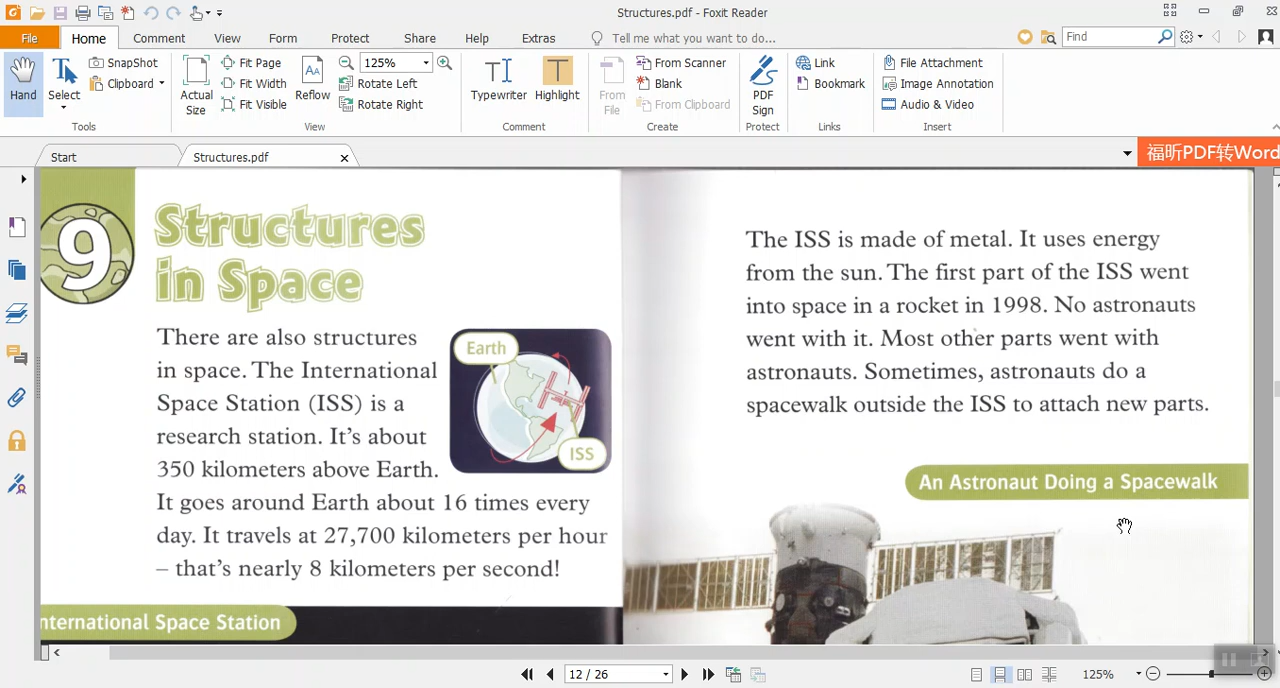 Structures.pdf - Foxit Reader
File Home Comment View Form Protect Share Help Extras Tell me what you want to do... Find
Hand
Select
SnapShot
Clipboard
Tools
Actual Size
Fit Page
Fit Width
Fit Visible
Reflow
125%
Rotate Left
Rotate Right
View
Typewriter
Highlight
Comment
From File
From Scanner
Blank
From Clipboard
Create
PDF Sign
Protect
Link
Bookmark
Links
File Attachment
Image Annotation
Audio & Video
Insert
Start
Structures.pdf
福昕PDF转Word
9
Structures
in Space
There are also structures
in space. The International
Space Station (ISS) is a
research station. It's about
350 kilometers above Earth.
It goes around Earth about 16 times every
day. It travels at 27,700 kilometers per hour
– that's nearly 8 kilometers per second!
Earth
ISS
nternational Space Station
The ISS is made of metal. It uses energy
from the sun. The first part of the ISS went
into space in a rocket in 1998. No astronauts
went with it. Most other parts went with
astronauts. Sometimes, astronauts do a
spacewalk outside the ISS to attach new parts.
An Astronaut Doing a Spacewalk
12 / 26
125%